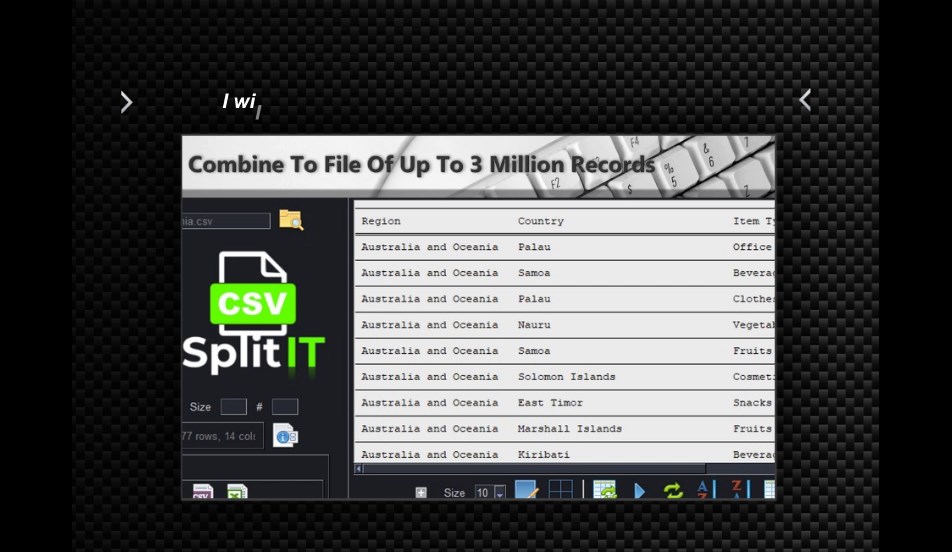 I wi
Combine To File Of Up To 3 Million Records
ia.csv
CSV
SplitIT
Size #
77 rows, 14 col
Region Country Item T
Australia and Oceania Palau Office
Australia and Oceania Samoa Bevera
Australia and Oceania Palau Clothe
Australia and Oceania Nauru Vegeta
Australia and Oceania Samoa Fruits
Australia and Oceania Solomon Islands Cosmet
Australia and Oceania East Timor Snacks
Australia and Oceania Marshall Islands Fruits
Australia and Oceania Kiribati Bevera
Size 10